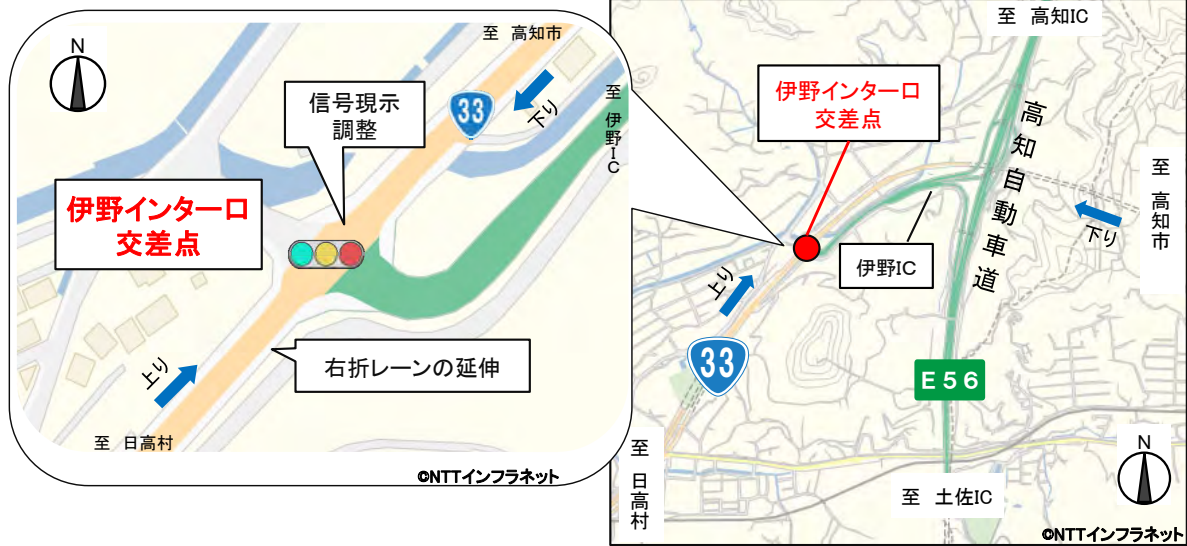 N
至 高知市
33
下り
至 伊野IC
信号現示
調整
伊野インター口
交差点
上り
右折レーンの延伸
至 日高村
©NTTインフラネット
至 高知IC
伊野インター口
交差点
高知自動車道
至 高知市
下り
伊野IC
上り
33
E56
至 日高村
至 土佐IC
N
©NTTインフラネット